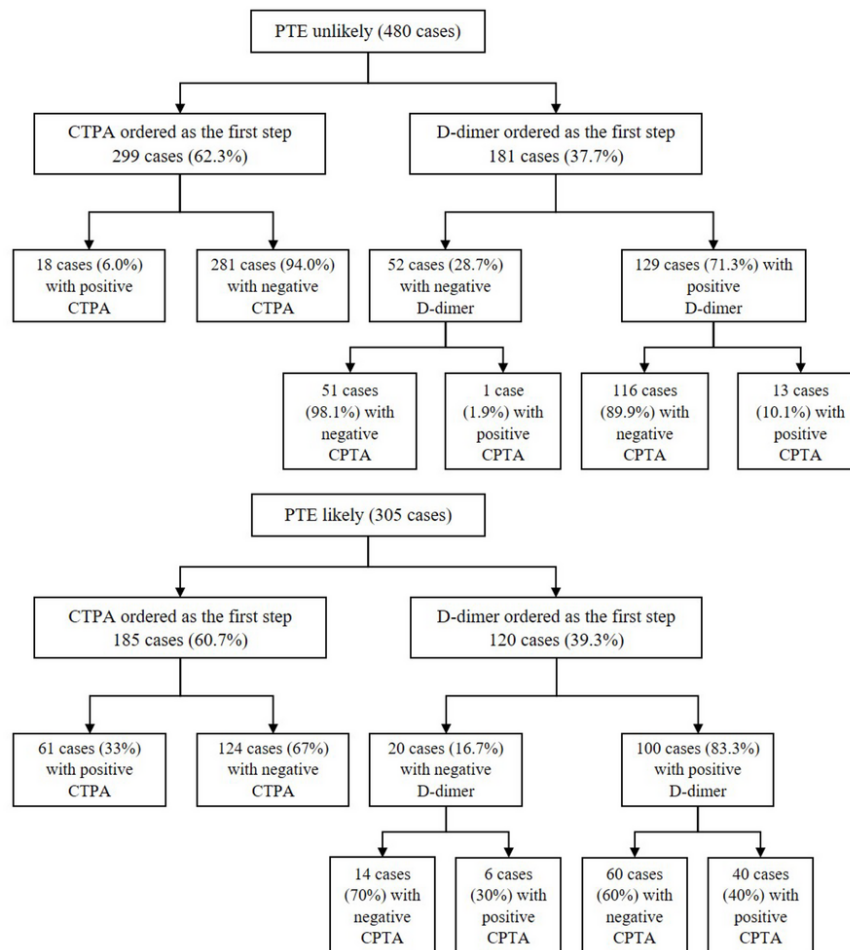 PTE unlikely (480 cases)
CTPA ordered as the first step
299 cases (62.3%)
D-dimer ordered as the first step
181 cases (37.7%)
18 cases (6.0%)
with positive
CTPA
281 cases (94.0%)
with negative
CTPA
52 cases (28.7%)
with negative
D-dimer
129 cases (71.3%) with
positive
D-dimer
51 cases
(98.1%) with
negative
CPTA
1 case
(1.9%) with
positive
CPTA
116 cases
(89.9%) with
negative
CPTA
13 cases
(10.1%) with
positive
CPTA
PTE likely (305 cases)
CTPA ordered as the first step
185 cases (60.7%)
D-dimer ordered as the first step
120 cases (39.3%)
61 cases (33%)
with positive
CTPA
124 cases (67%)
with negative
CTPA
20 cases (16.7%)
with negative
D-dimer
100 cases (83.3%)
with positive
D-dimer
14 cases
(70%) with
negative
CPTA
6 cases
(30%) with
positive
CPTA
60 cases
(60%) with
negative
CPTA
40 cases
(40%) with
positive
CPTA